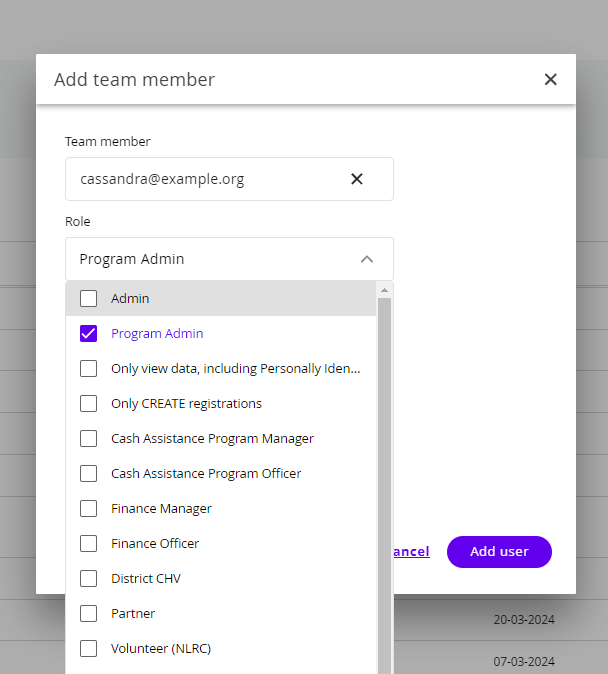 Add team member
Team member
cassandra@example.org
Role
Program Admin
Admin
Program Admin
Only view data, including Personally Iden...
Only CREATE registrations
Cash Assistance Program Manager
Cash Assistance Program Officer
Finance Manager
Finance Officer
ancel
Add user
District CHV
Partner
20-03-2024
Volunteer (NLRC)
07-03-2024